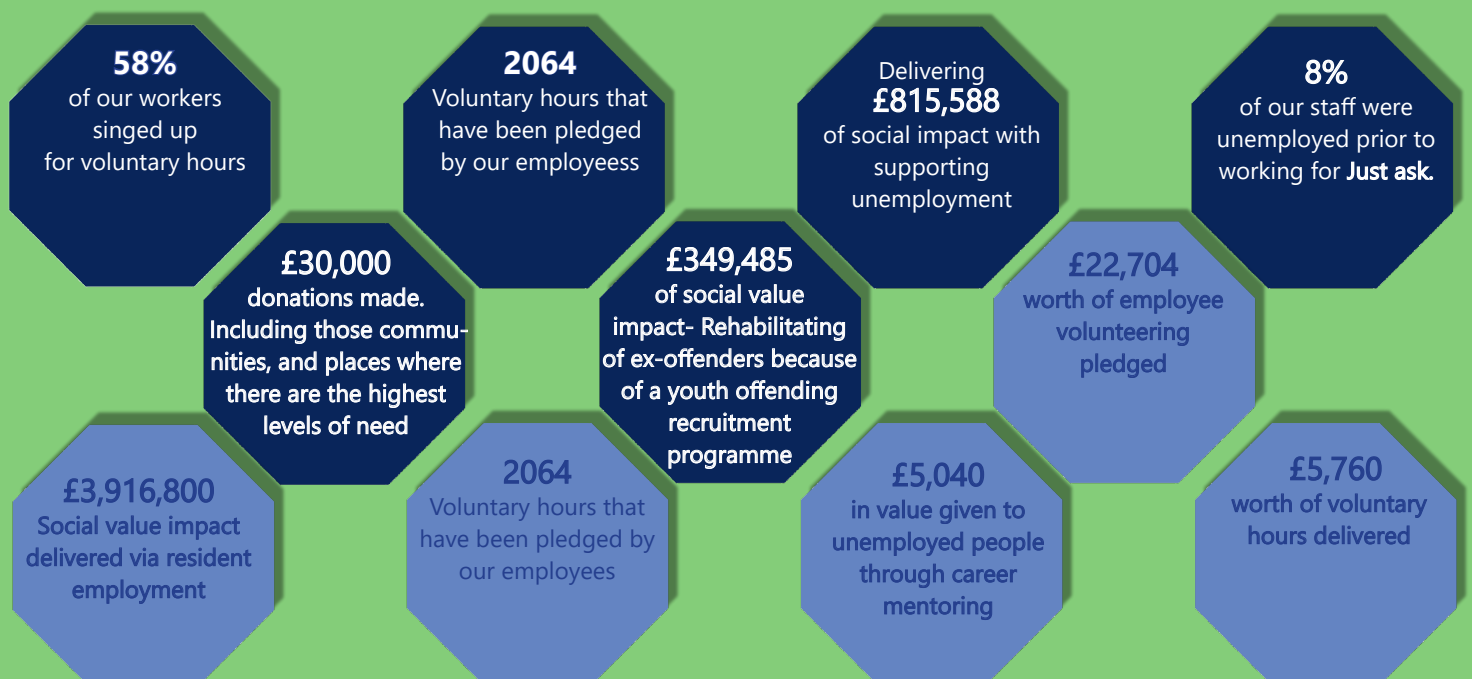 58%
of our workers
singed up
for voluntary hours
2064
Voluntary hours that
have been pledged
by our employeess
Delivering
£815,588
of social impact with
supporting
unemployment
8%
of our staff were
unemployed prior to
working for Just ask.
£30,000
donations made.
Including those commu-
nities, and places where
there are the highest
levels of need
£349,485
of social value
impact- Rehabilitating
of ex-offenders because
of a youth offending
recruitment
programme
£22,704
worth of employee
volunteering
pledged
£3,916,800
Social value impact
delivered via resident
employment
2064
Voluntary hours that
have been pledged by
our employees
£5,040
in value given to
unemployed people
through career
mentoring
£5,760
worth of voluntary
hours delivered